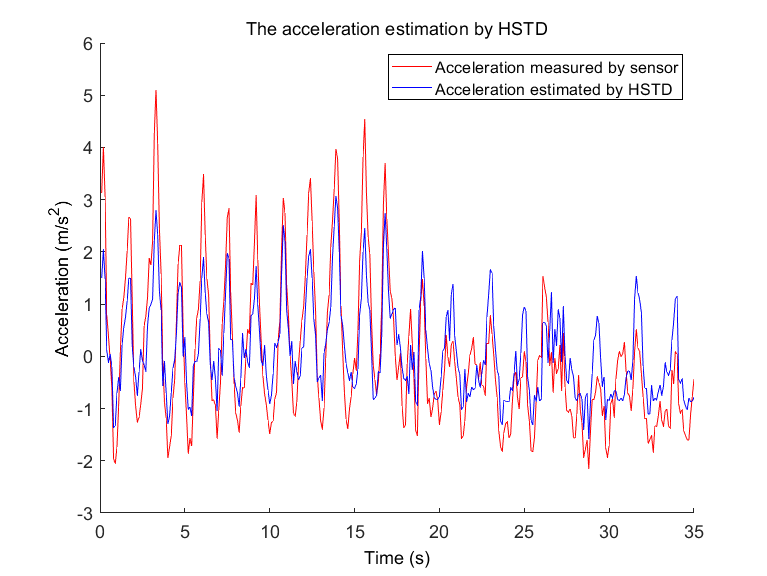 The acceleration estimation by HSTD
6
5
4
3
2
1
0
-1
-2
-3
Acceleration (m/s²)
Acceleration measured by sensor
Acceleration estimated by HSTD
0 5 10 15 20 25 30 35
Time (s)